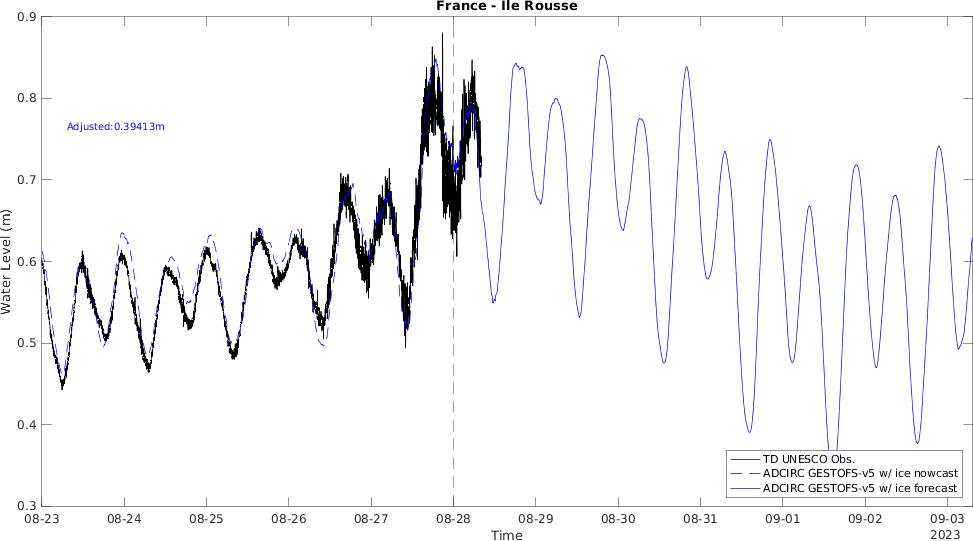 France - Ile Rousse
0.9
0.8
0.7
0.6
0.5
0.4
0.3
Water Level (m)
Adjusted:0.39413m
TD UNESCO Obs.
ADCIRC GESTOFS-v5 w/ ice nowcast
ADCIRC GESTOFS-v5 w/ ice forecast
08-23 08-24 08-25 08-26 08-27 08-28 08-29 08-30 08-31 09-01 09-02 09-03
2023
Time